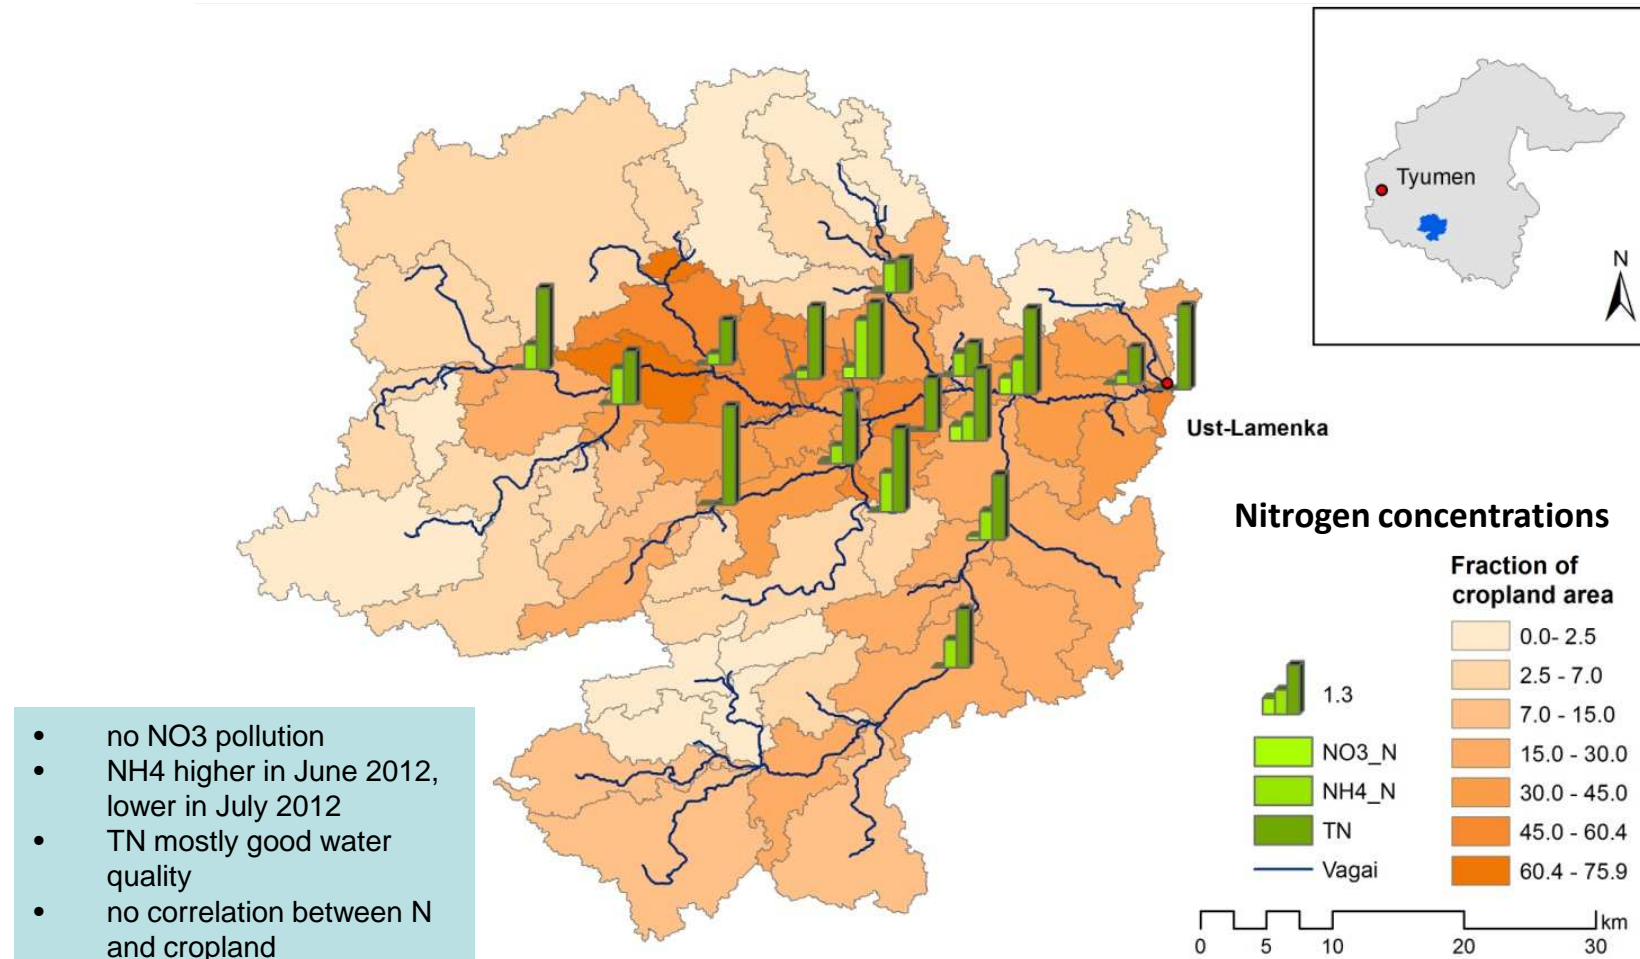 Tyumen
N
Ust-Lamenka
Nitrogen concentrations
Fraction of
cropland area
0.0- 2.5
2.5 - 7.0
7.0 - 15.0
15.0 - 30.0
30.0 - 45.0
45.0 - 60.4
60.4 - 75.9
1.3
NO3_N
NH4_N
TN
Vagai
km
0 5 10 20 30
• no NO3 pollution
• NH4 higher in June 2012,
lower in July 2012
• TN mostly good water
quality
• no correlation between N
and cropland